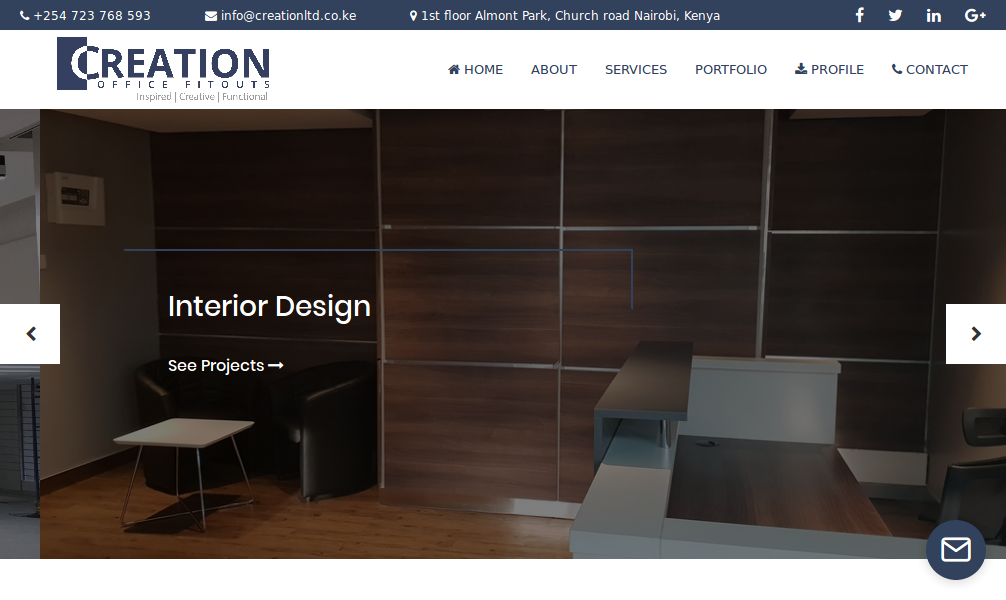 +254 723 768 593 info@creationltd.co.ke 1st floor Almont Park, Church road Nairobi, Kenya
CREATION
OFFICE FITOUTS
Inspired | Creative | Functional
HOME ABOUT SERVICES PORTFOLIO PROFILE CONTACT
Interior Design
See Projects